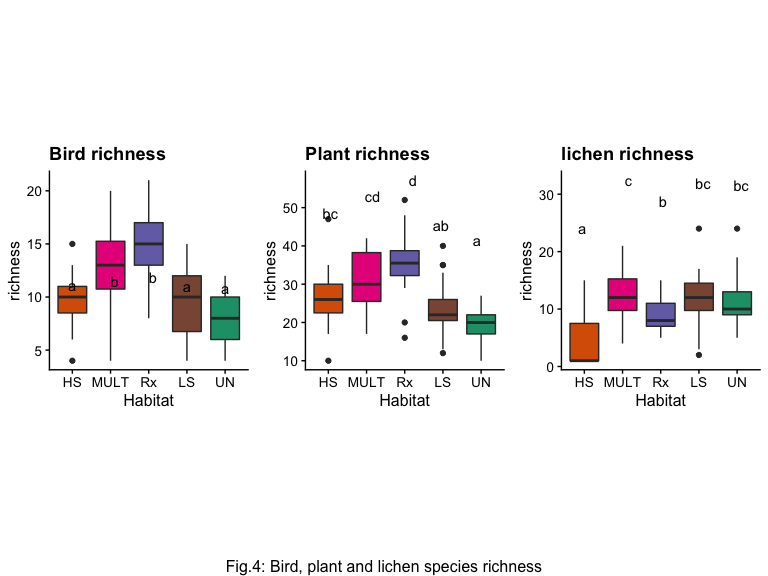 Bird richness
20
15
10
5
richness
a
b
b
a
a
HS MULT Rx LS UN
Habitat
Plant richness
50
40
30
20
10
richness
bc
cd
d
ab
a
HS MULT Rx LS UN
Habitat
lichen richness
30
20
10
0
richness
a
c
b
bc
bc
HS MULT Rx LS UN
Habitat
Fig.4: Bird, plant and lichen species richness